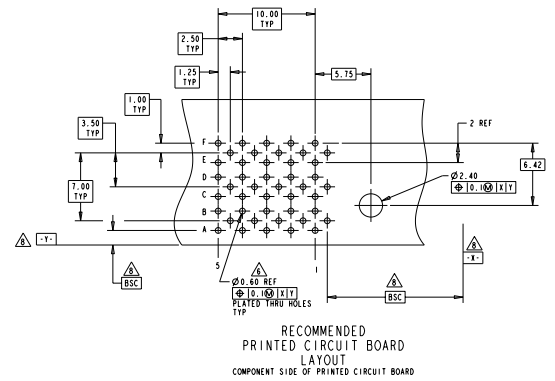 10.00
TYP
2.50
TYP
1.25
TYP
5.75
1.00
TYP
3.50
TYP
2 REF
F
E
D
C
B
A
7.00
TYP
6.42
Ø2.40
⌖ 0.1Ⓜ X Y
8
-Y-
8
BSC
5
1
6
Ø0.60 REF
⌖ 0.1Ⓜ X Y
PLATED THRU HOLES
TYP
8
BSC
8
-X-
RECOMMENDED
PRINTED CIRCUIT BOARD
LAYOUT
COMPONENT SIDE OF PRINTED CIRCUIT BOARD